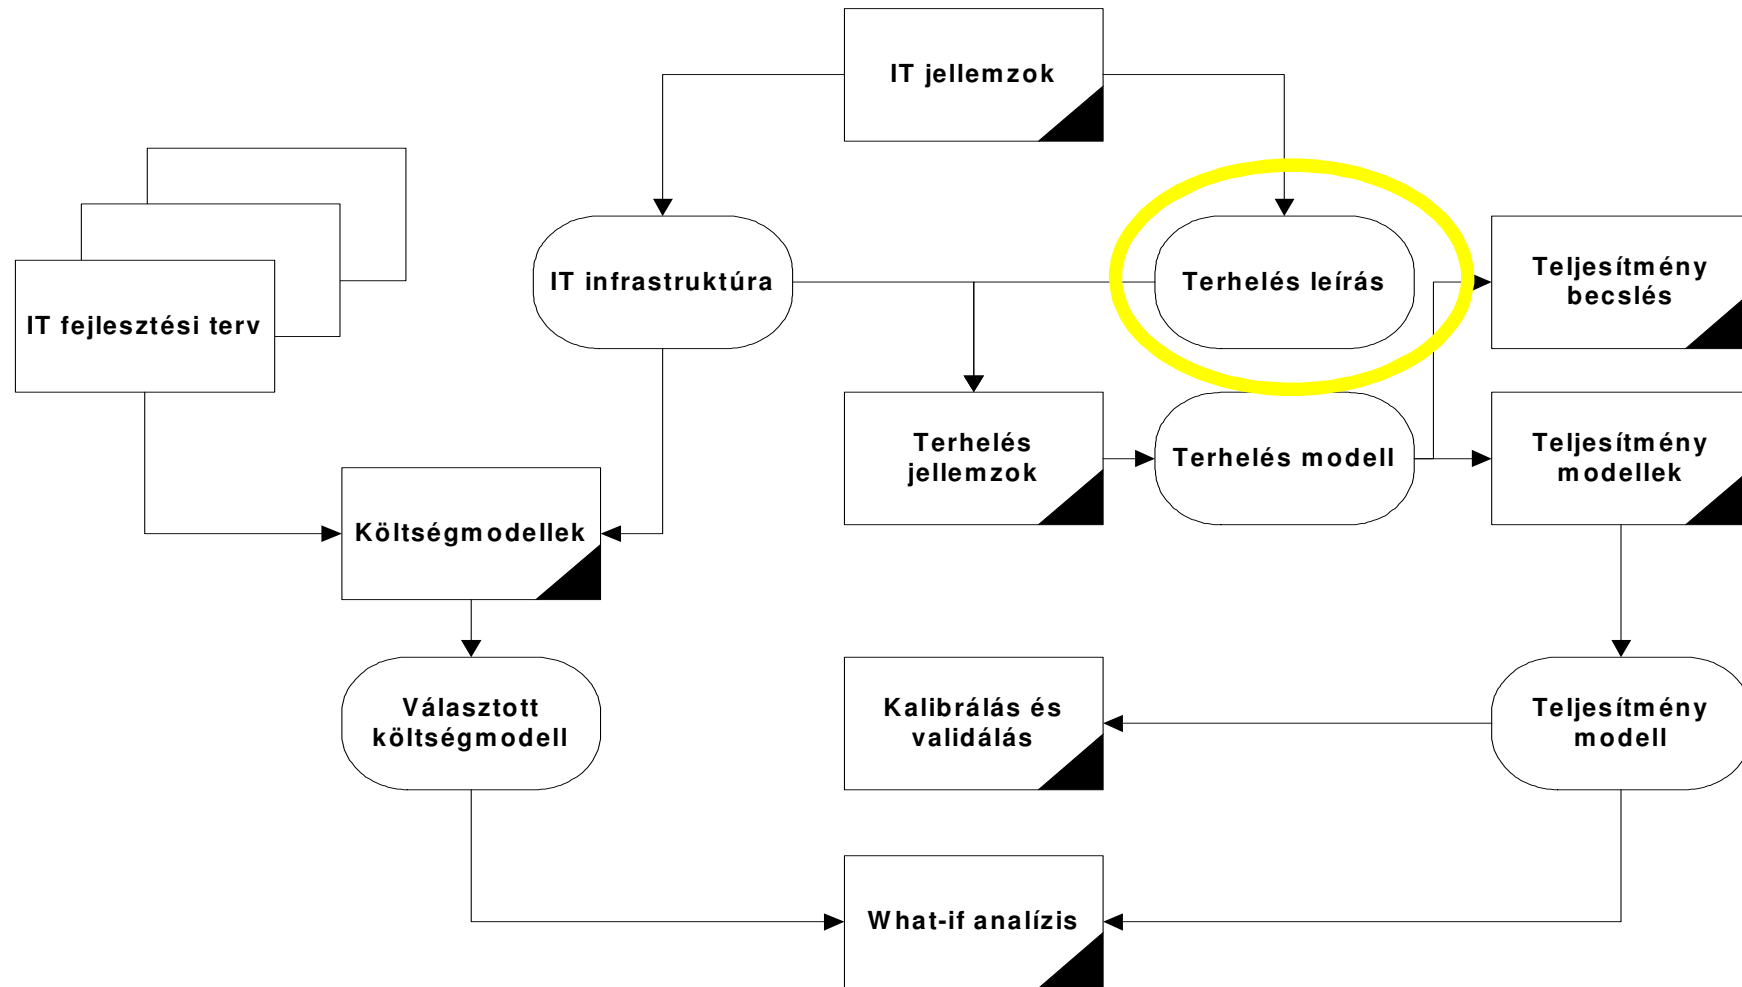 IT jellemzok
IT infrastruktúra
Terhelés leírás
Teljesítmény
becslés
IT fejlesztési terv
Terhelés
jellemzok
Terhelés modell
Teljesítmény
modellek
Költségmodellek
Választott
költségmodell
Kalibrálás és
validálás
Teljesítmény
modell
What-if analízis